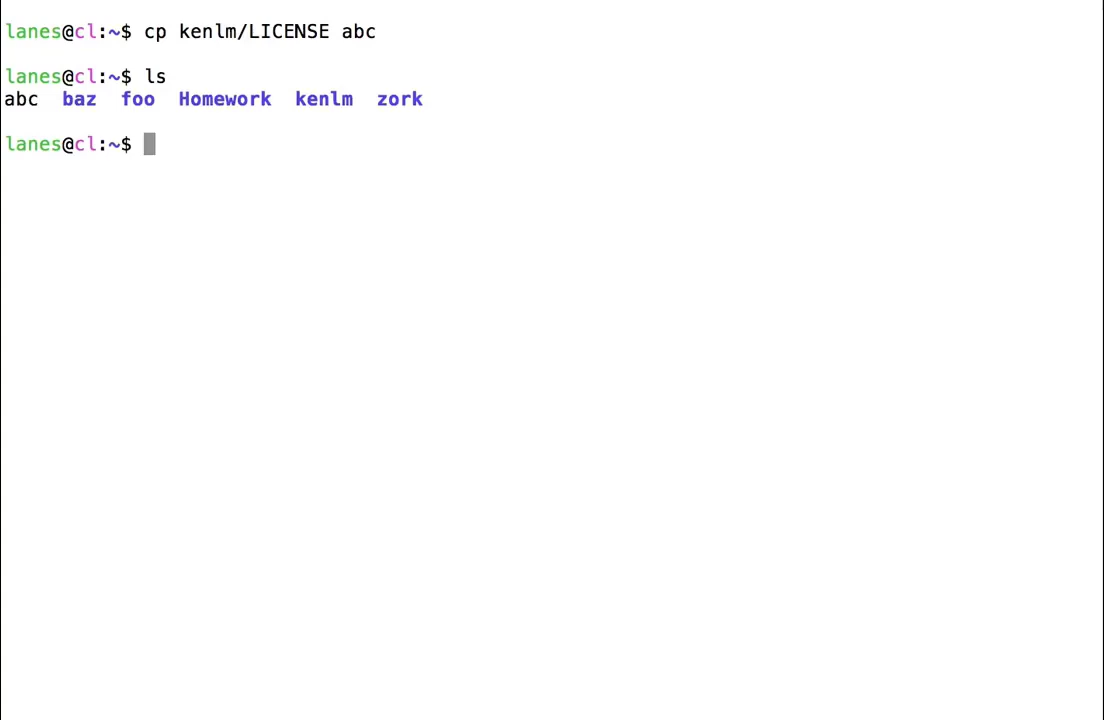 lanes@cl:~$ cp kenlm/LICENSE abc
lanes@cl:~$ ls
abc  baz  foo  Homework  kenlm  zork
lanes@cl:~$